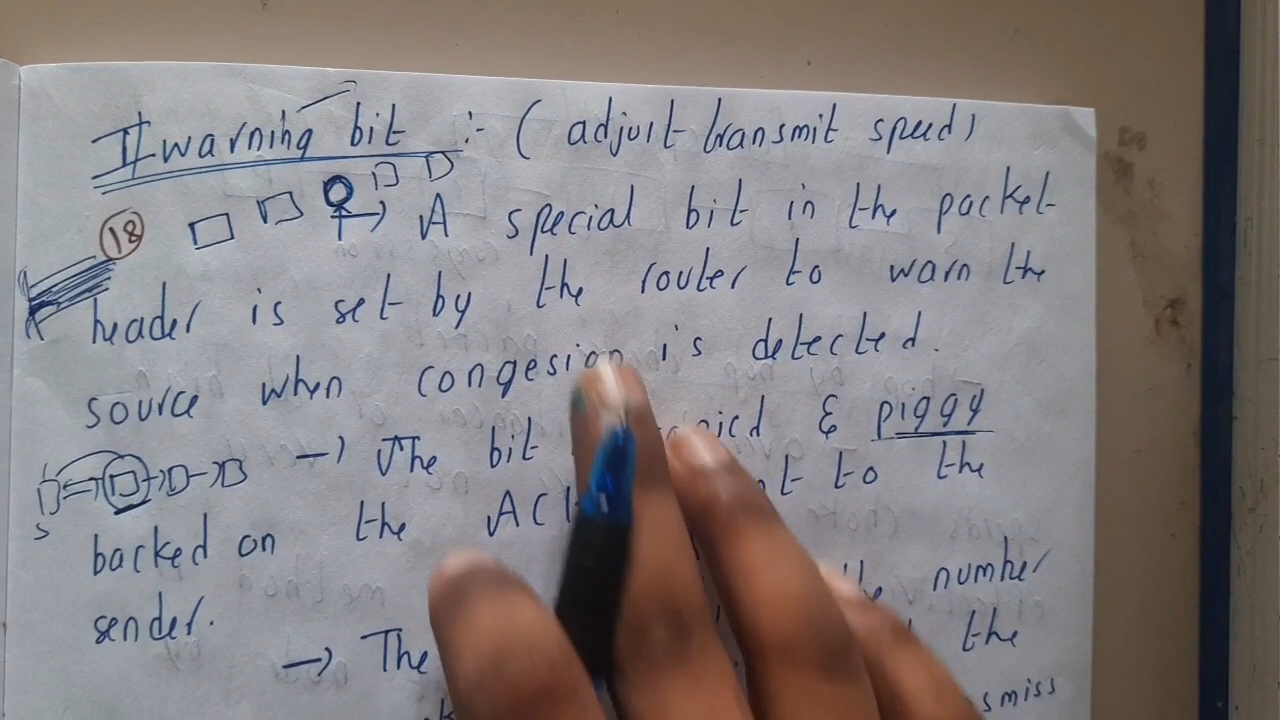 II warning bit :- ( adjust transmit speed)
18 → A special bit in the packet
header is set by the router to warn the
source when congesion is detected.
→ The bit & piggy
backed on the to the
S
sender. number
→ The the
smiss